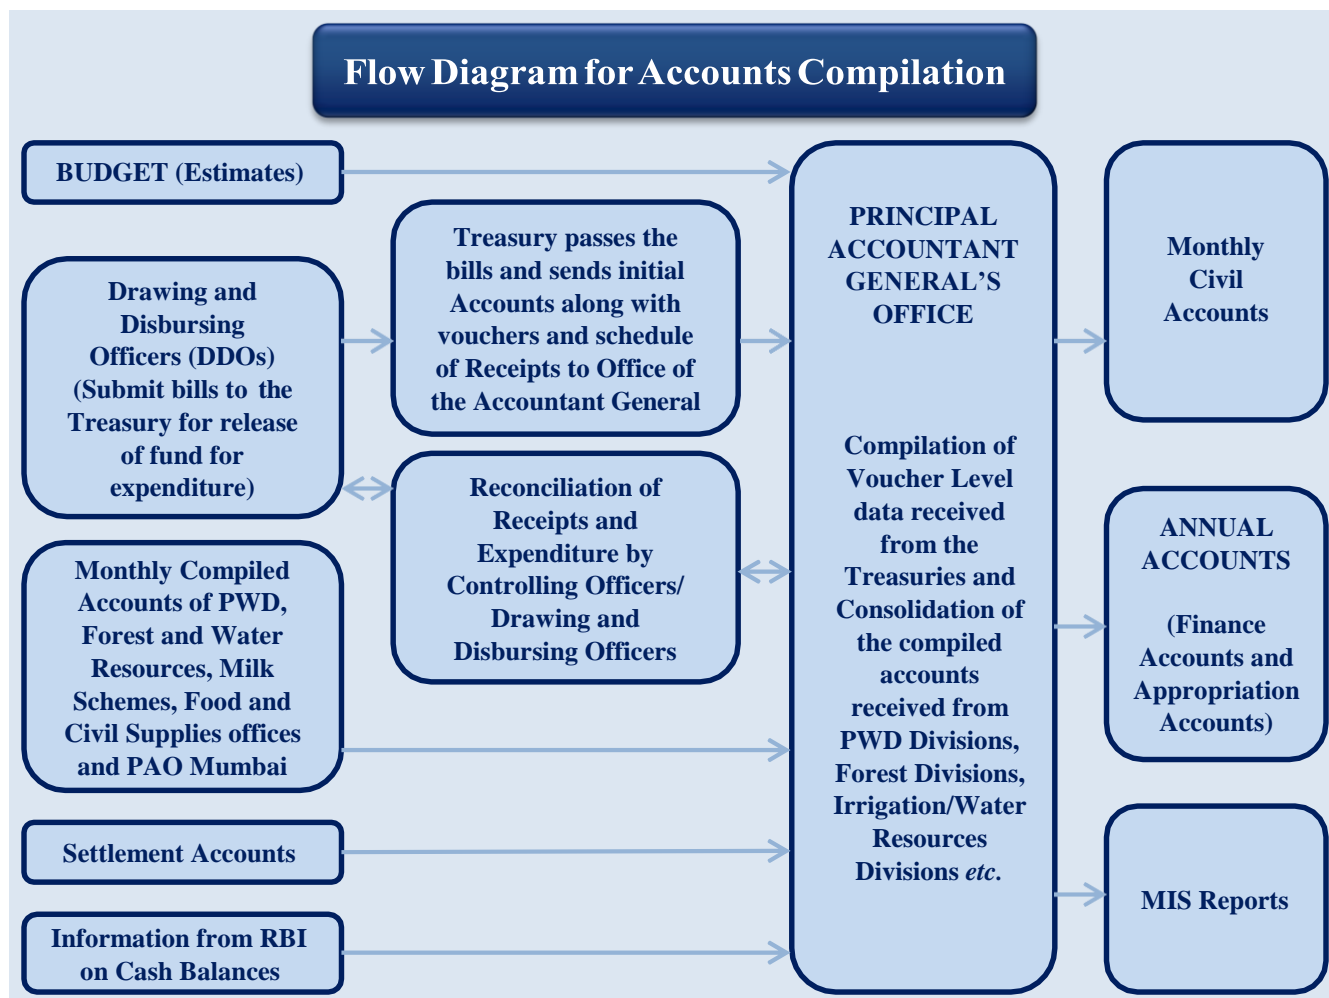 Flow Diagram for Accounts Compilation
BUDGET (Estimates)
Drawing and
Disbursing
Officers (DDOs)
(Submit bills to the
Treasury for release
of fund for
expenditure)
Monthly Compiled
Accounts of PWD,
Forest and Water
Resources, Milk
Schemes, Food and
Civil Supplies offices
and PAO Mumbai
Settlement Accounts
Information from RBI
on Cash Balances
Treasury passes the
bills and sends initial
Accounts along with
vouchers and schedule
of Receipts to Office of
the Accountant General
Reconciliation of
Receipts and
Expenditure by
Controlling Officers/
Drawing and
Disbursing Officers
PRINCIPAL
ACCOUNTANT
GENERAL’S
OFFICE
Compilation of
Voucher Level
data received
from the
Treasuries and
Consolidation of
the compiled
accounts
received from
PWD Divisions,
Forest Divisions,
Irrigation/Water
Resources
Divisions etc.
Monthly
Civil
Accounts
ANNUAL
ACCOUNTS
(Finance
Accounts and
Appropriation
Accounts)
MIS Reports